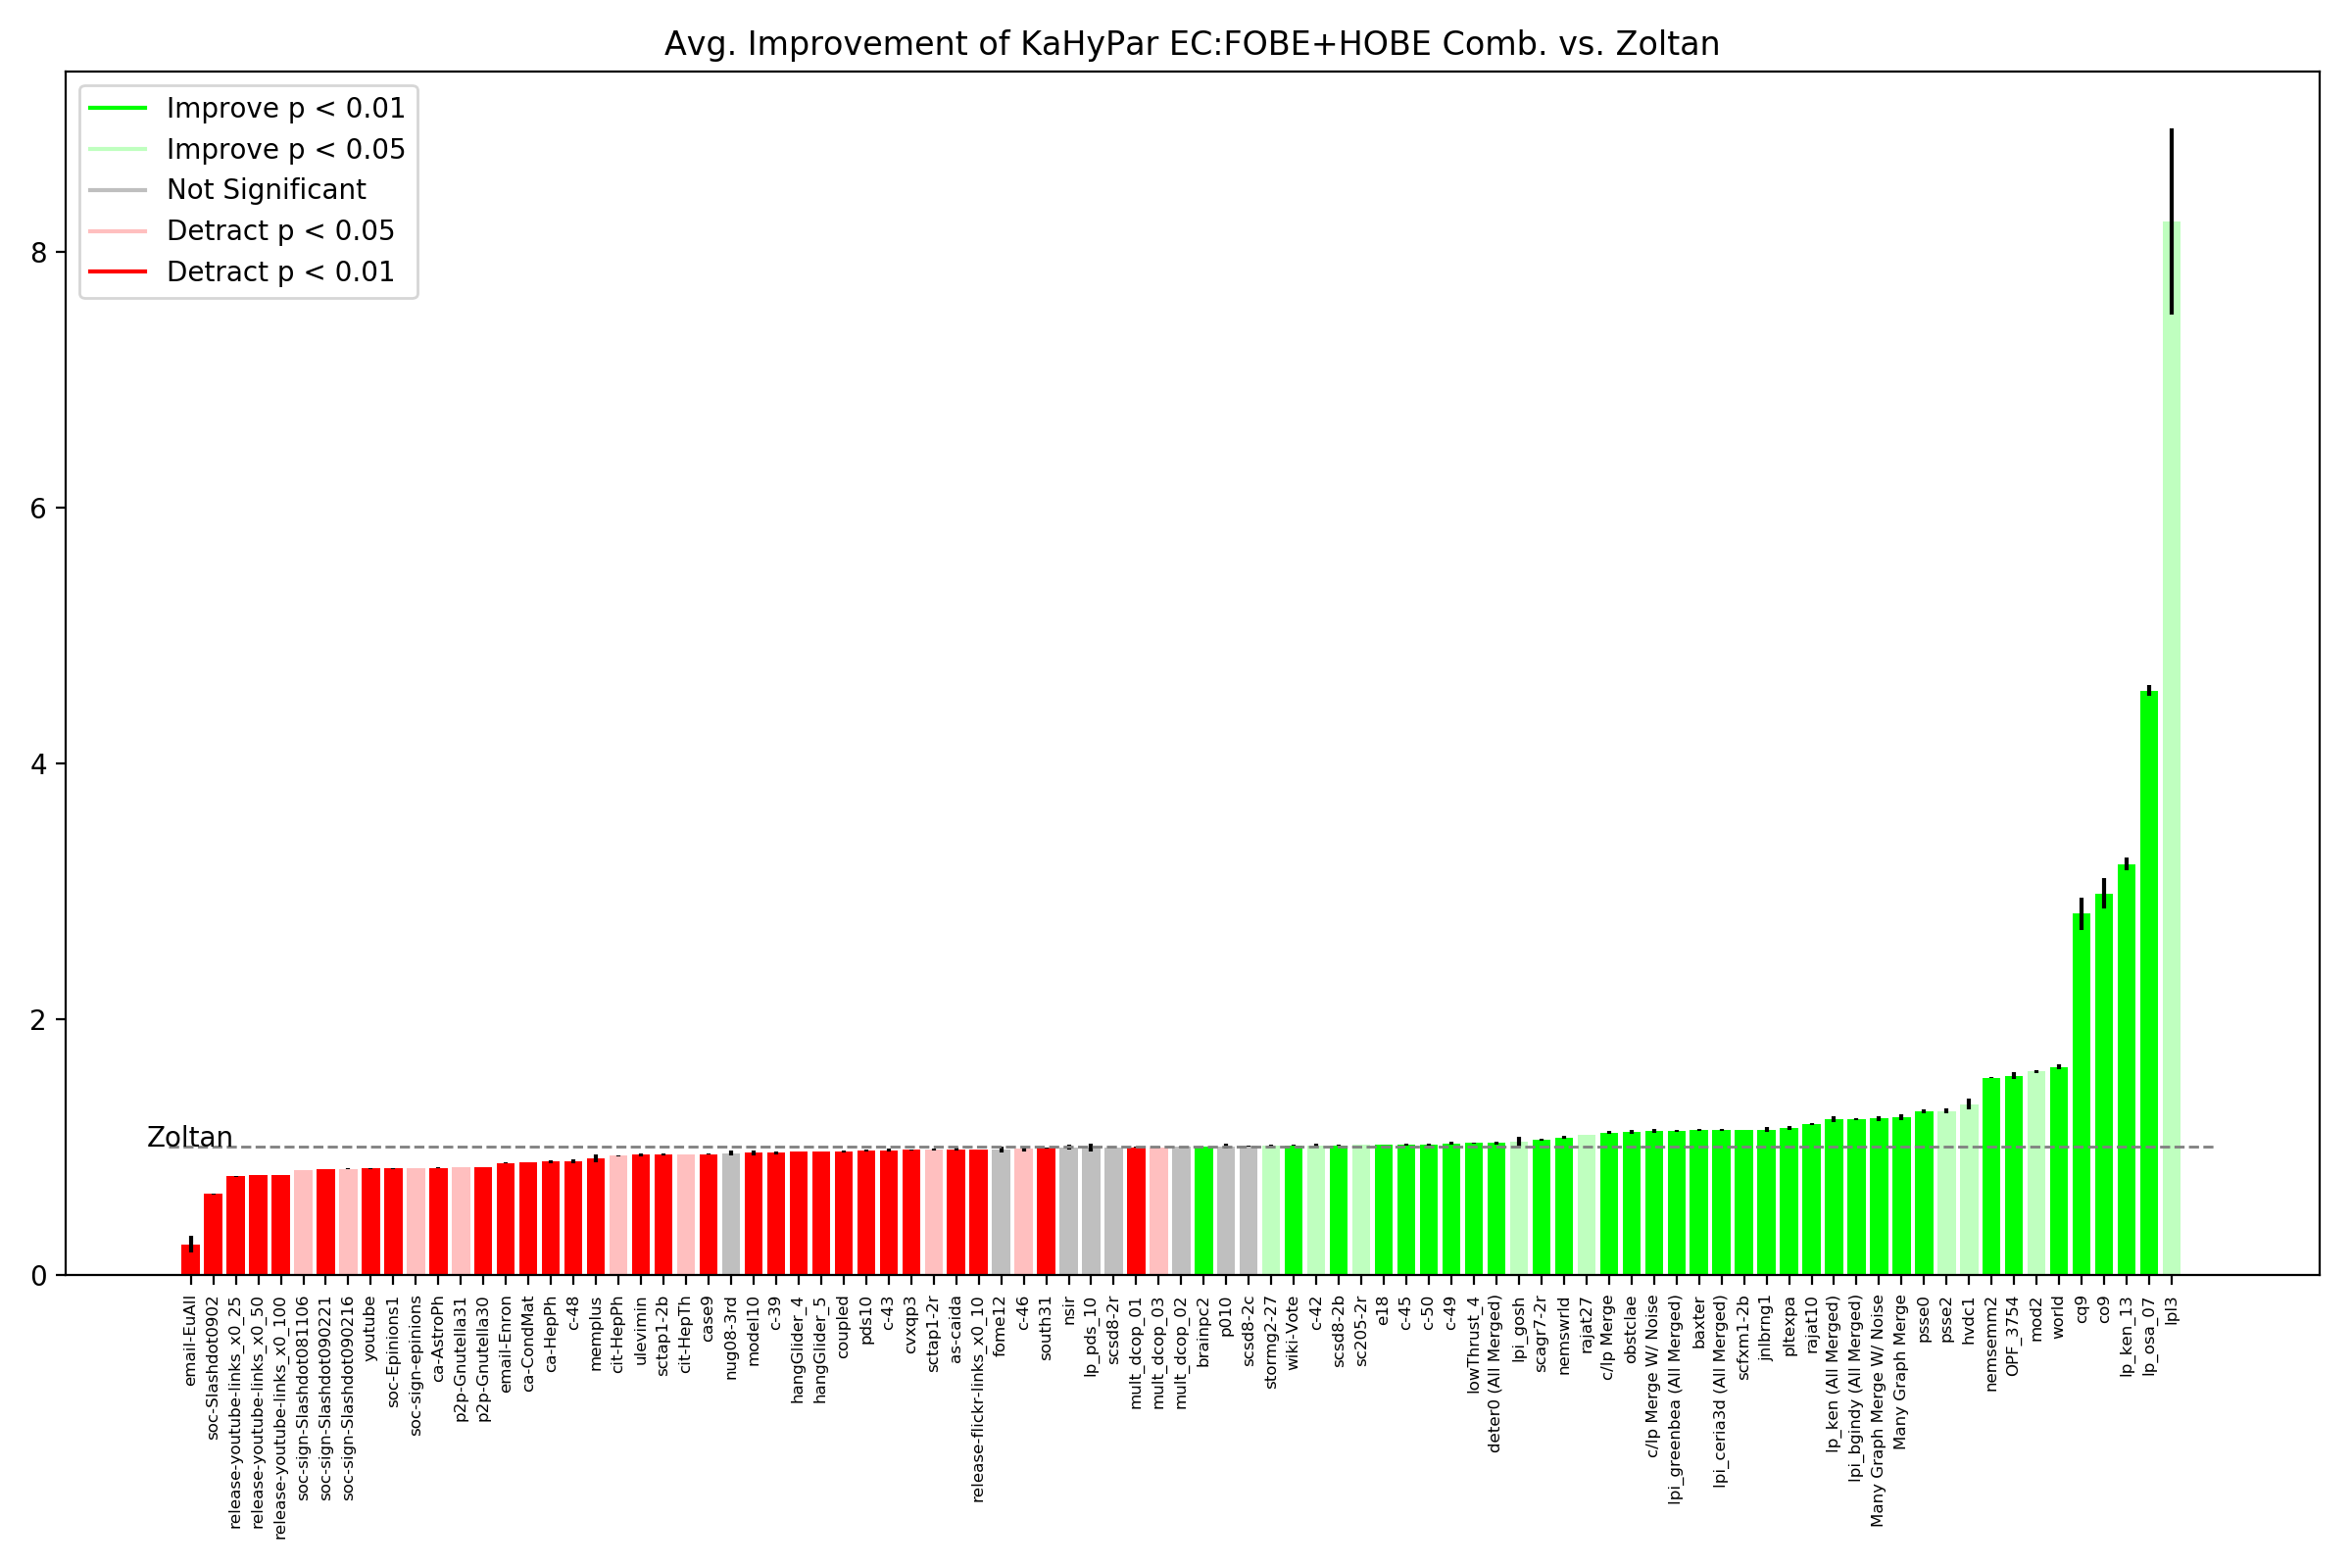 Avg. Improvement of KaHyPar EC:FOBE+HOBE Comb. vs. Zoltan
Improve p < 0.01
Improve p < 0.05
Not Significant
Detract p < 0.05
Detract p < 0.01
8
6
4
2
0
Zoltan
email-EuAll
soc-Slashdot0902
release-youtube-links_x0_25
release-youtube-links_x0_50
release-youtube-links_x0_100
soc-sign-Slashdot081106
soc-sign-Slashdot090221
soc-sign-Slashdot090216
youtube
soc-Epinions1
soc-sign-epinions
ca-AstroPh
p2p-Gnutella31
p2p-Gnutella30
email-Enron
ca-CondMat
ca-HepPh
c-48
memplus
cit-HepPh
ulevimin
sctap1-2b
cit-HepTh
case9
nug08-3rd
model10
c-39
hangGlider_4
hangGlider_5
coupled
pds10
c-43
cvxqp3
sctap1-2r
as-caida
release-flickr-links_x0_10
fome12
c-46
south31
nsir
lp_pds_10
scsd8-2r
mult_dcop_01
mult_dcop_03
mult_dcop_02
brainpc2
p010
scsd8-2c
stormg2-27
wiki-Vote
c-42
scsd8-2b
sc205-2r
e18
c-45
c-50
c-49
lowThrust_4
deter0 (All Merged)
lpi_gosh
scagr7-2r
nemswrld
rajat27
c/lp Merge
obstclae
c/lp Merge W/ Noise
lpi_greenbea (All Merged)
baxter
lpi_ceria3d (All Merged)
scfxm1-2b
jnlbrng1
pltexpa
rajat10
lp_ken (All Merged)
lpi_bgindy (All Merged)
Many Graph Merge W/ Noise
Many Graph Merge
psse0
psse2
hvdc1
nemsemm2
OPF_3754
mod2
world
cq9
co9
lp_ken_13
lp_osa_07
lpl3